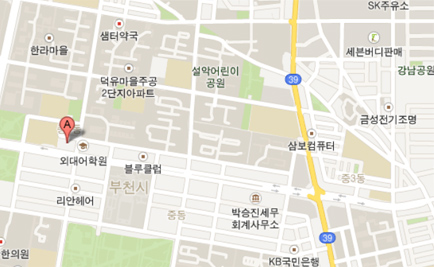 SK주유소
샘터약국
한라마을
세븐버디판매
설악어린이
공원
강남공원
39
덕유마을주공
2단지아파트
금성전기조명
A
삼보컴퓨터
외대어학원
블루클럽
중3동
부천시
리안헤어
중동
박승진세무
회계사무소
39
한의원
KB국민은행